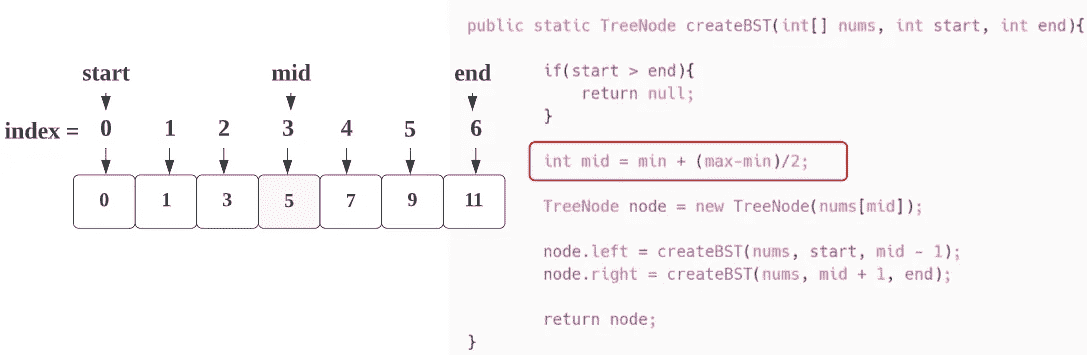 start mid end
index = 0 1 2 3 4 5 6
0 1 3 5 7 9 11
public static TreeNode createBST(int[] nums, int start, int end){
if(start > end){
return null;
}
int mid = min + (max-min)/2;
TreeNode node = new TreeNode(nums[mid]);
node.left = createBST(nums, start, mid - 1);
node.right = createBST(nums, mid + 1, end);
return node;
}